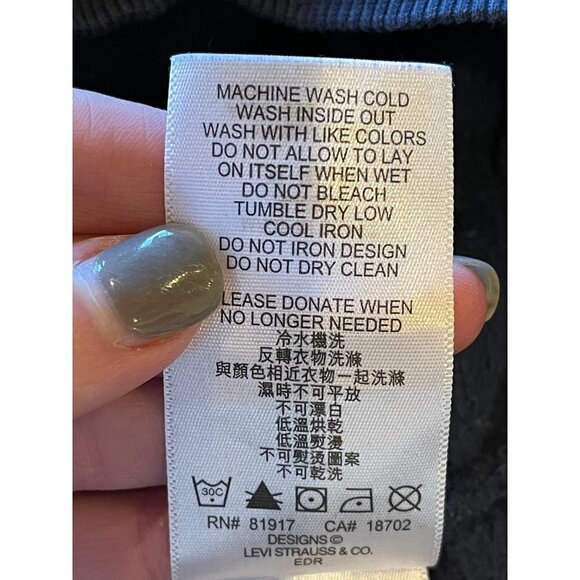 MACHINE WASH COLD
WASH INSIDE OUT
WASH WITH LIKE COLORS
DO NOT ALLOW TO LAY
ON ITSELF WHEN WET
DO NOT BLEACH
TUMBLE DRY LOW
COOL IRON
DO NOT IRON DESIGN
DO NOT DRY CLEAN
LEASE DONATE WHEN
NO LONGER NEEDED
冷水機洗
反轉衣物洗滌
與顏色相近衣物一起洗滌
濕時不可平放
不可漂白
低溫烘乾
低溫熨燙
不可熨燙圖案
不可乾洗
30C
RN# 81917 CA# 18702
DESIGNS ©
LEVI STRAUSS & CO.
EDR